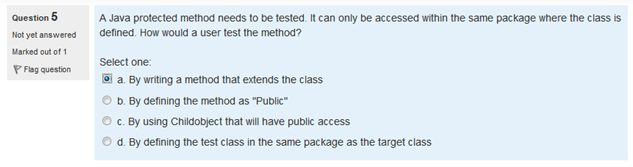 Question 5
Not yet answered
Marked out of 1
Flag question
A Java protected method needs to be tested. It can only be accessed within the same package where the class is
defined. How would a user test the method?
Select one:
a. By writing a method that extends the class
b. By defining the method as "Public"
c. By using Childobject that will have public access
d. By defining the test class in the same package as the target class